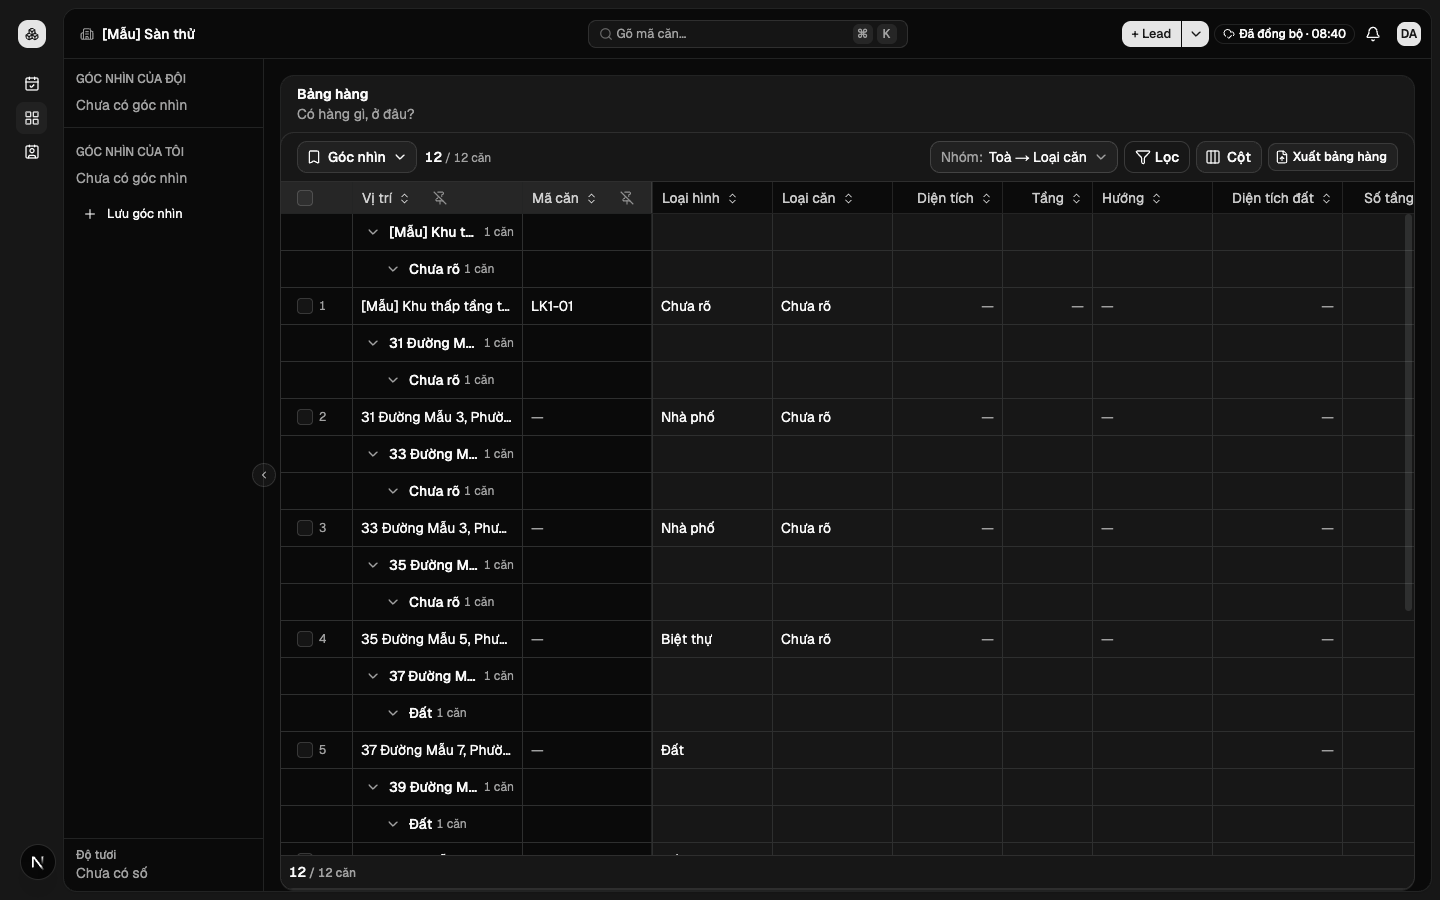 [Mẫu] Sàn thử
Gõ mã căn...
⌘ K
+ Lead
Đã đồng bộ · 08:40
DA
GÓC NHÌN CỦA ĐỘI
Chưa có góc nhìn
GÓC NHÌN CỦA TÔI
Chưa có góc nhìn
+ Lưu góc nhìn
Độ tươi
Chưa có số
N
Bảng hàng
Có hàng gì, ở đâu?
Góc nhìn
12 / 12 căn
Nhóm: Toà → Loại căn
Lọc
Cột
Xuất bảng hàng
Vị trí Mã căn Loại hình Loại căn Diện tích Tầng Hướng Diện tích đất Số tầng
[Mẫu] Khu t... 1 căn
Chưa rõ 1 căn
1 [Mẫu] Khu thấp tầng t... LK1-01 Chưa rõ Chưa rõ — — — —
31 Đường M... 1 căn
Chưa rõ 1 căn
2 31 Đường Mẫu 3, Phườ... — Nhà phố Chưa rõ — — —
33 Đường M... 1 căn
Chưa rõ 1 căn
3 33 Đường Mẫu 3, Phư... — Nhà phố Chưa rõ — — —
35 Đường M... 1 căn
Chưa rõ 1 căn
4 35 Đường Mẫu 5, Phư... — Biệt thự Chưa rõ — — —
37 Đường M... 1 căn
Đất 1 căn
5 37 Đường Mẫu 7, Phườ... — Đất —
39 Đường M... 1 căn
Đất 1 căn
12 / 12 căn